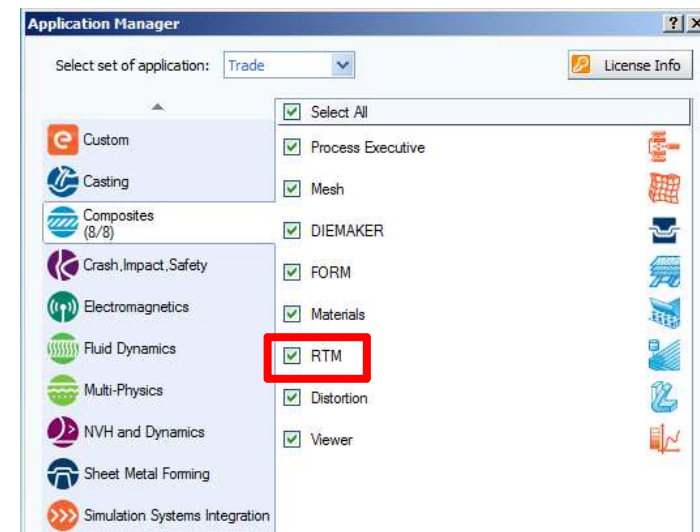 Application Manager
Select set of application: Trade
License Info
Custom
Casting
Composites
(8/8)
Crash,Impact,Safety
Electromagnetics
Fluid Dynamics
Multi-Physics
NVH and Dynamics
Sheet Metal Forming
Simulation Systems Integration
Select All
Process Executive
Mesh
DIEMAKER
FORM
Materials
RTM
Distortion
Viewer